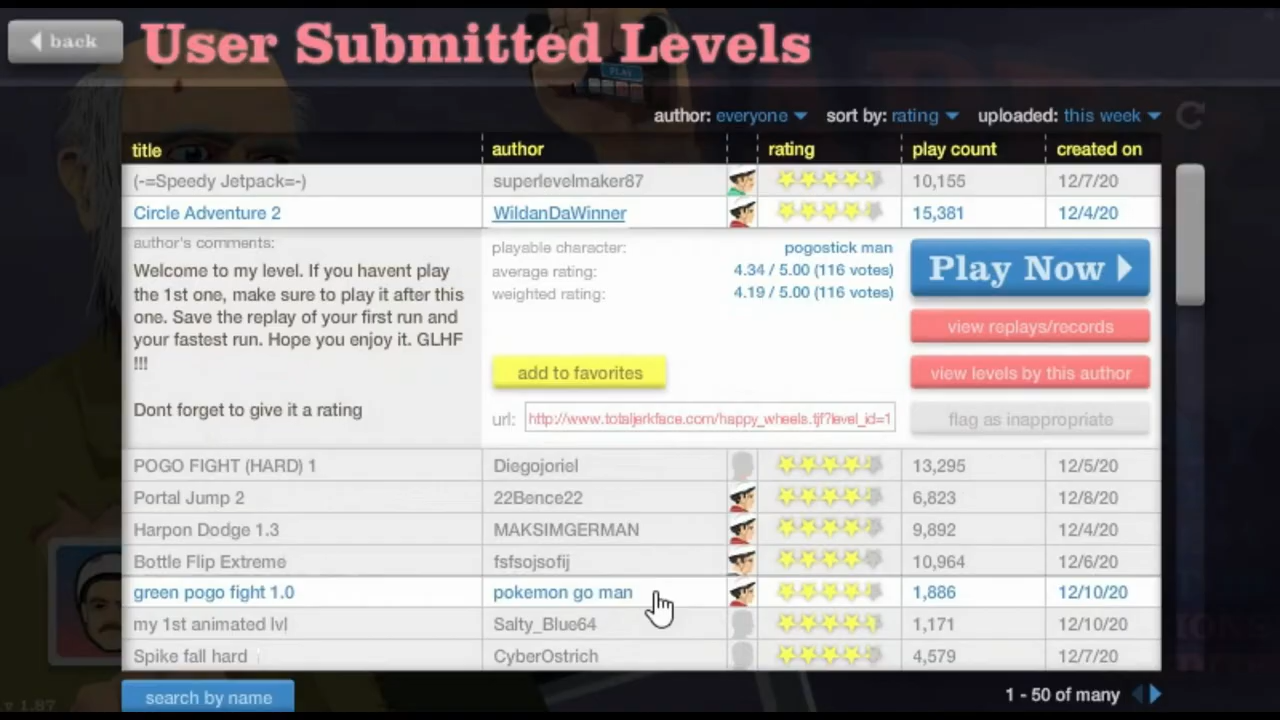 back
User Submitted Levels
PLAY
author: everyone sort by: rating uploaded: this week
title author rating play count created on
(-=Speedy Jetpack=-) superlevelmaker87 10,155 12/7/20
Circle Adventure 2 WildanDaWinner 15,381 12/4/20
author's comments:
Welcome to my level. If you havent play
the 1st one, make sure to play it after this
one. Save the replay of your first run and
your fastest run. Hope you enjoy it. GLHF
!!!
Dont forget to give it a rating
playable character: pogostick man
average rating: 4.34 / 5.00 (116 votes)
weighted rating: 4.19 / 5.00 (116 votes)
add to favorites
url: http://www.totaljerkface.com/happy_wheels.tjf?level_id=1
Play Now
view replays/records
view levels by this author
flag as inappropriate
POGO FIGHT (HARD) 1 Diegojoriel 13,295 12/5/20
Portal Jump 2 22Bence22 6,823 12/8/20
Harpon Dodge 1.3 MAKSIMGERMAN 9,892 12/4/20
Bottle Flip Extreme fsfsojsofij 10,964 12/6/20
green pogo fight 1.0 pokemon go man 1,886 12/10/20
my 1st animated lvl Salty_Blue64 1,171 12/10/20
Spike fall hard CyberOstrich 4,579 12/7/20
v 1.87
search by name
1 - 50 of many